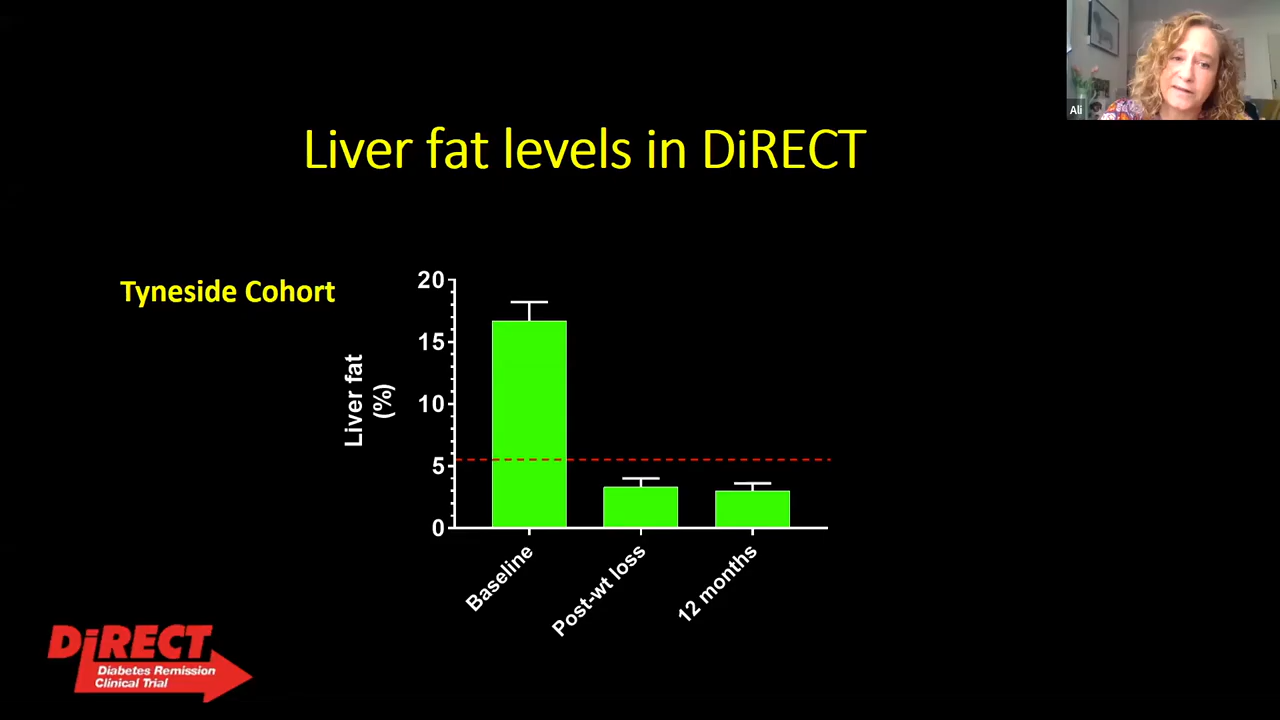 Ali
Liver fat levels in DiRECT
Tyneside Cohort
Liver fat
(%)
20
15
10
5
0
Baseline
Post-wt loss
12 months
DiRECT
Diabetes Remission
Clinical Trial